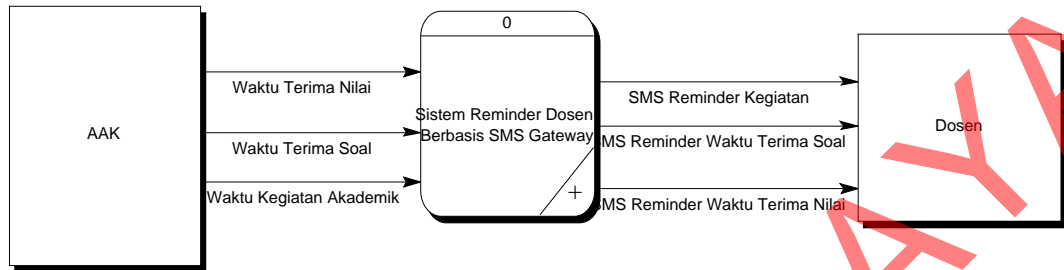 0
AAK
Waktu Terima Nilai
Waktu Terima Soal
Waktu Kegiatan Akademik
Sistem Reminder Dosen
Berbasis SMS Gateway
+
SMS Reminder Kegiatan
SMS Reminder Waktu Terima Soal
SMS Reminder Waktu Terima Nilai
Dosen
A Y A